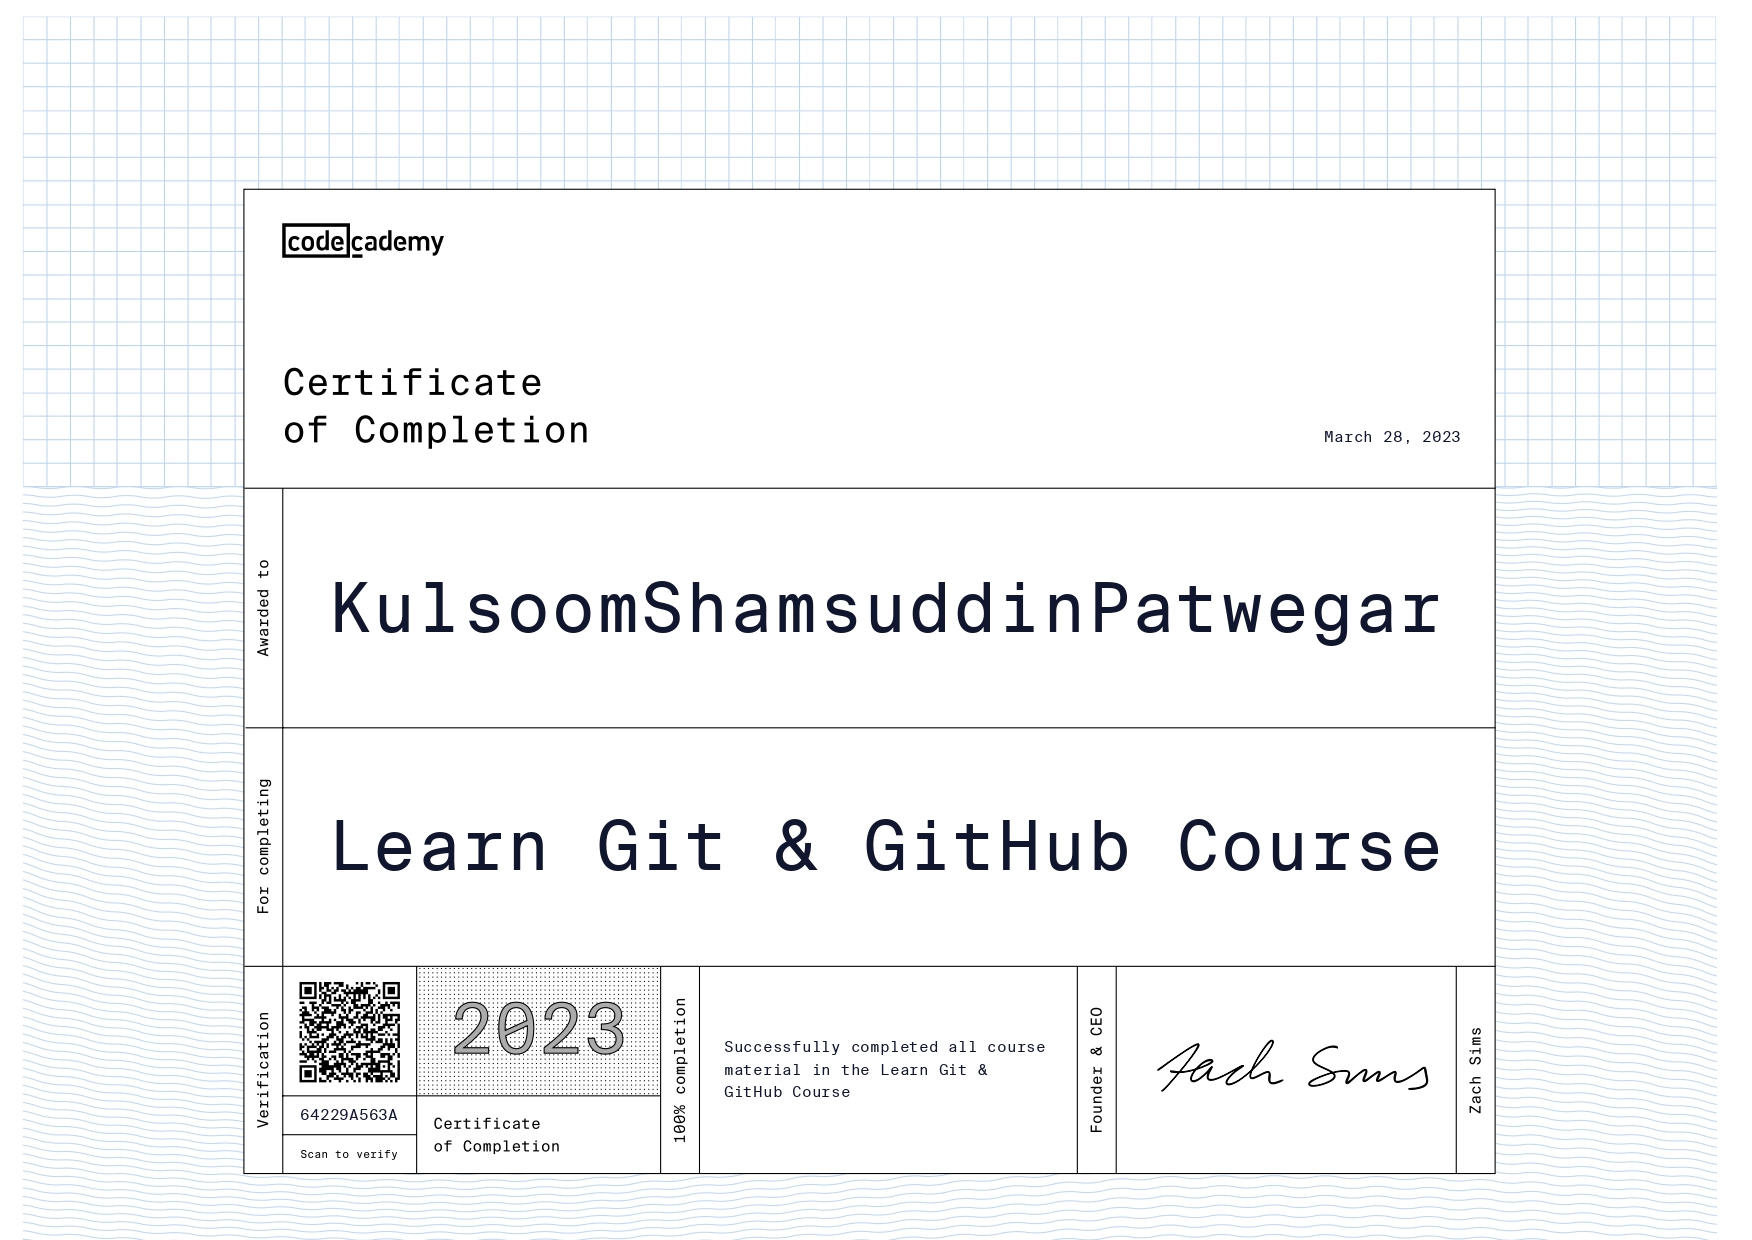 codecademy
Certificate
of Completion
March 28, 2023
Awarded to
KulsoomShamsuddinPatwegar
For completing
Learn Git & GitHub Course
Verification
64229A563A
Scan to verify
2023
Certificate
of Completion
100% completion
Successfully completed all course
material in the Learn Git &
GitHub Course
Founder & CEO
Zach Sims
Zach Sims